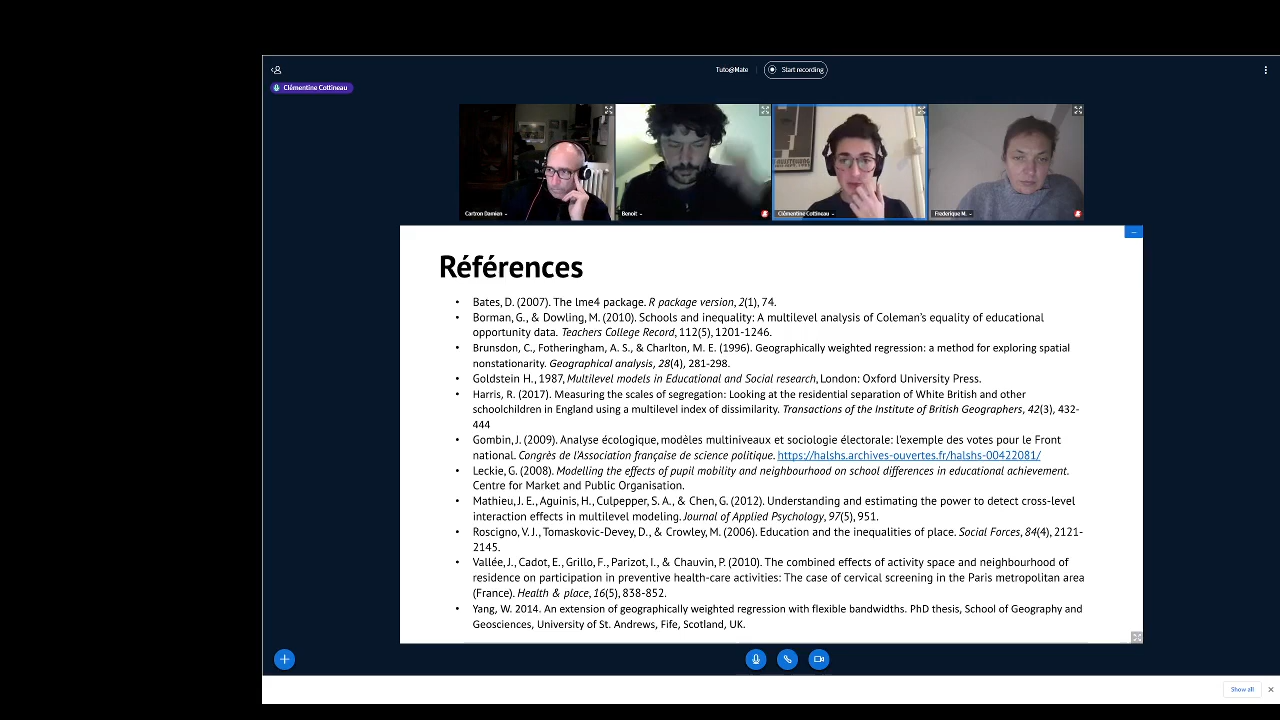 Tuto@Mate
Start recording
Clémentine Cottineau
Cartron Damien
Benoit
Clémentine Cottineau
Frederique M.
Références
• Bates, D. (2007). The lme4 package. R package version, 2(1), 74.
• Borman, G., & Dowling, M. (2010). Schools and inequality: A multilevel analysis of Coleman's equality of educational
opportunity data. Teachers College Record, 112(5), 1201-1246.
• Brunsdon, C., Fotheringham, A. S., & Charlton, M. E. (1996). Geographically weighted regression: a method for exploring spatial
nonstationarity. Geographical analysis, 28(4), 281-298.
• Goldstein H., 1987, Multilevel models in Educational and Social research, London: Oxford University Press.
• Harris, R. (2017). Measuring the scales of segregation: Looking at the residential separation of White British and other
schoolchildren in England using a multilevel index of dissimilarity. Transactions of the Institute of British Geographers, 42(3), 432-
444
• Gombin, J. (2009). Analyse écologique, modèles multiniveaux et sociologie électorale: l'exemple des votes pour le Front
national. Congrès de l'Association française de science politique. https://halshs.archives-ouvertes.fr/halshs-00422081/
• Leckie, G. (2008). Modelling the effects of pupil mobility and neighbourhood on school differences in educational achievement.
Centre for Market and Public Organisation.
• Mathieu, J. E., Aguinis, H., Culpepper, S. A., & Chen, G. (2012). Understanding and estimating the power to detect cross-level
interaction effects in multilevel modeling. Journal of Applied Psychology, 97(5), 951.
• Roscigno, V. J., Tomaskovic-Devey, D., & Crowley, M. (2006). Education and the inequalities of place. Social Forces, 84(4), 2121-
2145.
• Vallée, J., Cadot, E., Grillo, F., Parizot, I., & Chauvin, P. (2010). The combined effects of activity space and neighbourhood of
residence on participation in preventive health-care activities: The case of cervical screening in the Paris metropolitan area
(France). Health & place, 16(5), 838-852.
• Yang, W. 2014. An extension of geographically weighted regression with flexible bandwidths. PhD thesis, School of Geography and
Geosciences, University of St. Andrews, Fife, Scotland, UK.
Show all